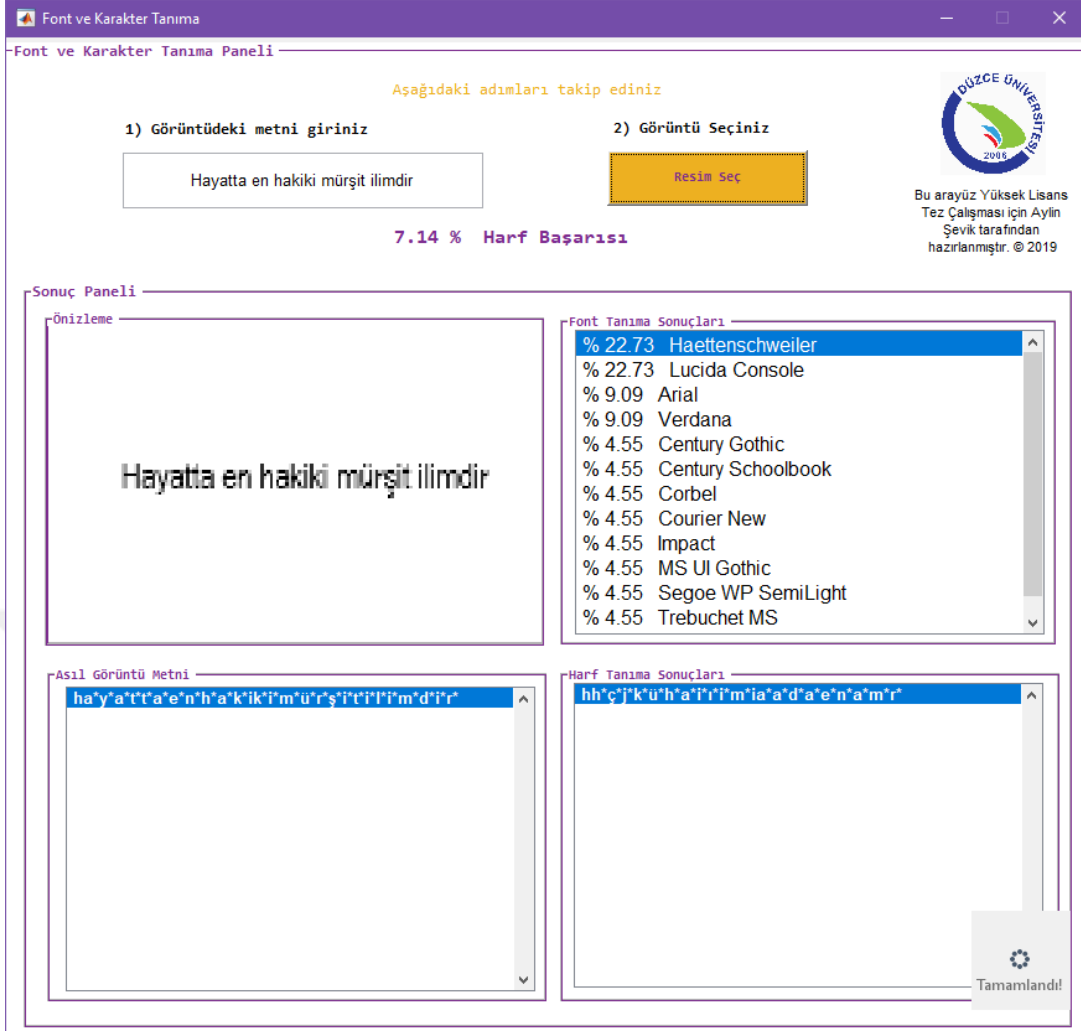 Font ve Karakter Tanıma
Font ve Karakter Tanıma Paneli
Aşağıdaki adımları takip ediniz
1) Görüntüdeki metni giriniz
2) Görüntü Seçiniz
Hayatta en hakiki mürşit ilimdir
Resim Seç
7.14 % Harf Başarısı
DÜZCE ÜNİVERSİTESİ
2006
Bu arayüz Yüksek Lisans
Tez Çalışması için Aylin
Şevik tarafından
hazırlanmıştır. © 2019
Sonuç Paneli
Önizleme
Hayatta en hakiki mürşit ilimdir
Font Tanıma Sonuçları
% 22.73 Haettenschweiler
% 22.73 Lucida Console
% 9.09 Arial
% 9.09 Verdana
% 4.55 Century Gothic
% 4.55 Century Schoolbook
% 4.55 Corbel
% 4.55 Courier New
% 4.55 Impact
% 4.55 MS UI Gothic
% 4.55 Segoe WP SemiLight
% 4.55 Trebuchet MS
Asıl Görüntü Metni
ha*y*a*t*t*a*e*n*h*a*k*ik*i*m*ü*r*ş*i*t*i*l*i*m*d*i*r*
Harf Tanıma Sonuçları
hh*ç*j*k*ü*h*a*i*r*i*m*ia*a*d*a*e*n*a*m*r*
Tamamlandı!